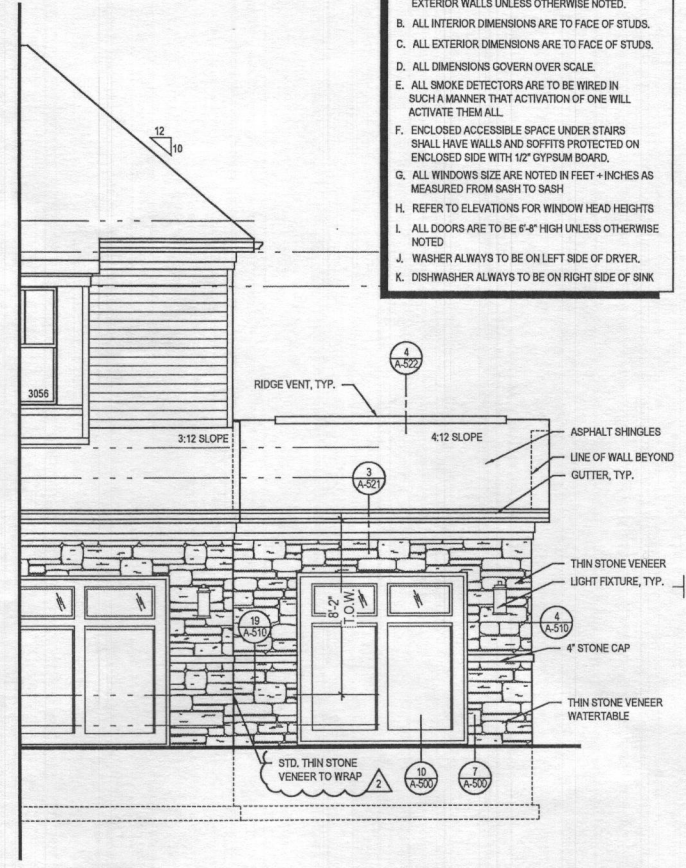 EXTERIOR WALLS UNLESS OTHERWISE NOTED.
B. ALL INTERIOR DIMENSIONS ARE TO FACE OF STUDS.
C. ALL EXTERIOR DIMENSIONS ARE TO FACE OF STUDS.
D. ALL DIMENSIONS GOVERN OVER SCALE.
E. ALL SMOKE DETECTORS ARE TO BE WIRED IN
SUCH A MANNER THAT ACTIVATION OF ONE WILL
ACTIVATE THEM ALL.
F. ENCLOSED ACCESSIBLE SPACE UNDER STAIRS
SHALL HAVE WALLS AND SOFFITS PROTECTED ON
ENCLOSED SIDE WITH 1/2" GYPSUM BOARD.
G. ALL WINDOWS SIZE ARE NOTED IN FEET + INCHES AS
MEASURED FROM SASH TO SASH
H. REFER TO ELEVATIONS FOR WINDOW HEAD HEIGHTS
I. ALL DOORS ARE TO BE 6'-8" HIGH UNLESS OTHERWISE
NOTED
J. WASHER ALWAYS TO BE ON LEFT SIDE OF DRYER.
K. DISHWASHER ALWAYS TO BE ON RIGHT SIDE OF SINK
12
10
4
A-522
RIDGE VENT, TYP.
3056
3:12 SLOPE
4:12 SLOPE
ASPHALT SHINGLES
LINE OF WALL BEYOND
GUTTER, TYP.
3
A-521
THIN STONE VENEER
LIGHT FIXTURE, TYP.
8'-2"
T.O.W.
19
A-510
4
A-510
4" STONE CAP
THIN STONE VENEER
WATERTABLE
STD. THIN STONE
VENEER TO WRAP
2
10
A-500
7
A-500